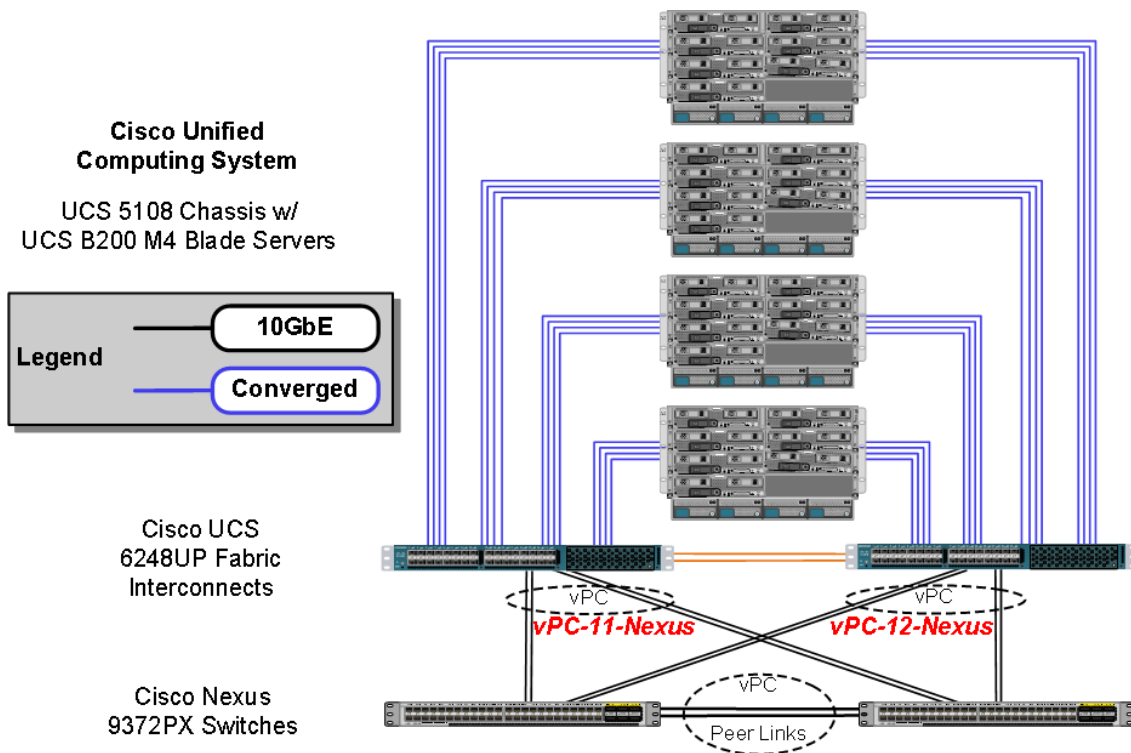 Cisco Unified
Computing System
UCS 5108 Chassis w/
UCS B200 M4 Blade Servers
Legend
10GbE
Converged
Cisco UCS
6248UP Fabric
Interconnects
vPC
vPC
vPC-11-Nexus
vPC-12-Nexus
Cisco Nexus
9372PX Switches
vPC
Peer Links